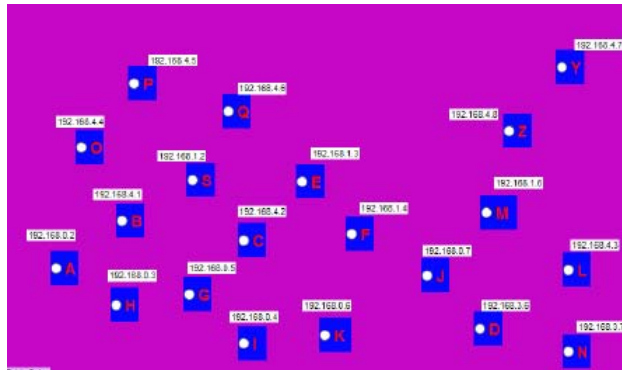 192.168.4.7
Y
192.168.4.5
P
192.168.4.6
Q
192.168.4.8
Z
192.168.4.4
O
192.168.1.2
S
192.168.1.3
E
192.168.4.1
B
192.168.1.6
M
192.168.4.2
C
192.168.1.4
F
192.168.0.2
A
192.168.0.3
H
192.168.0.5
G
192.168.0.7
J
192.168.4.3
L
192.168.0.4
I
192.168.0.6
K
192.168.3.6
D
N